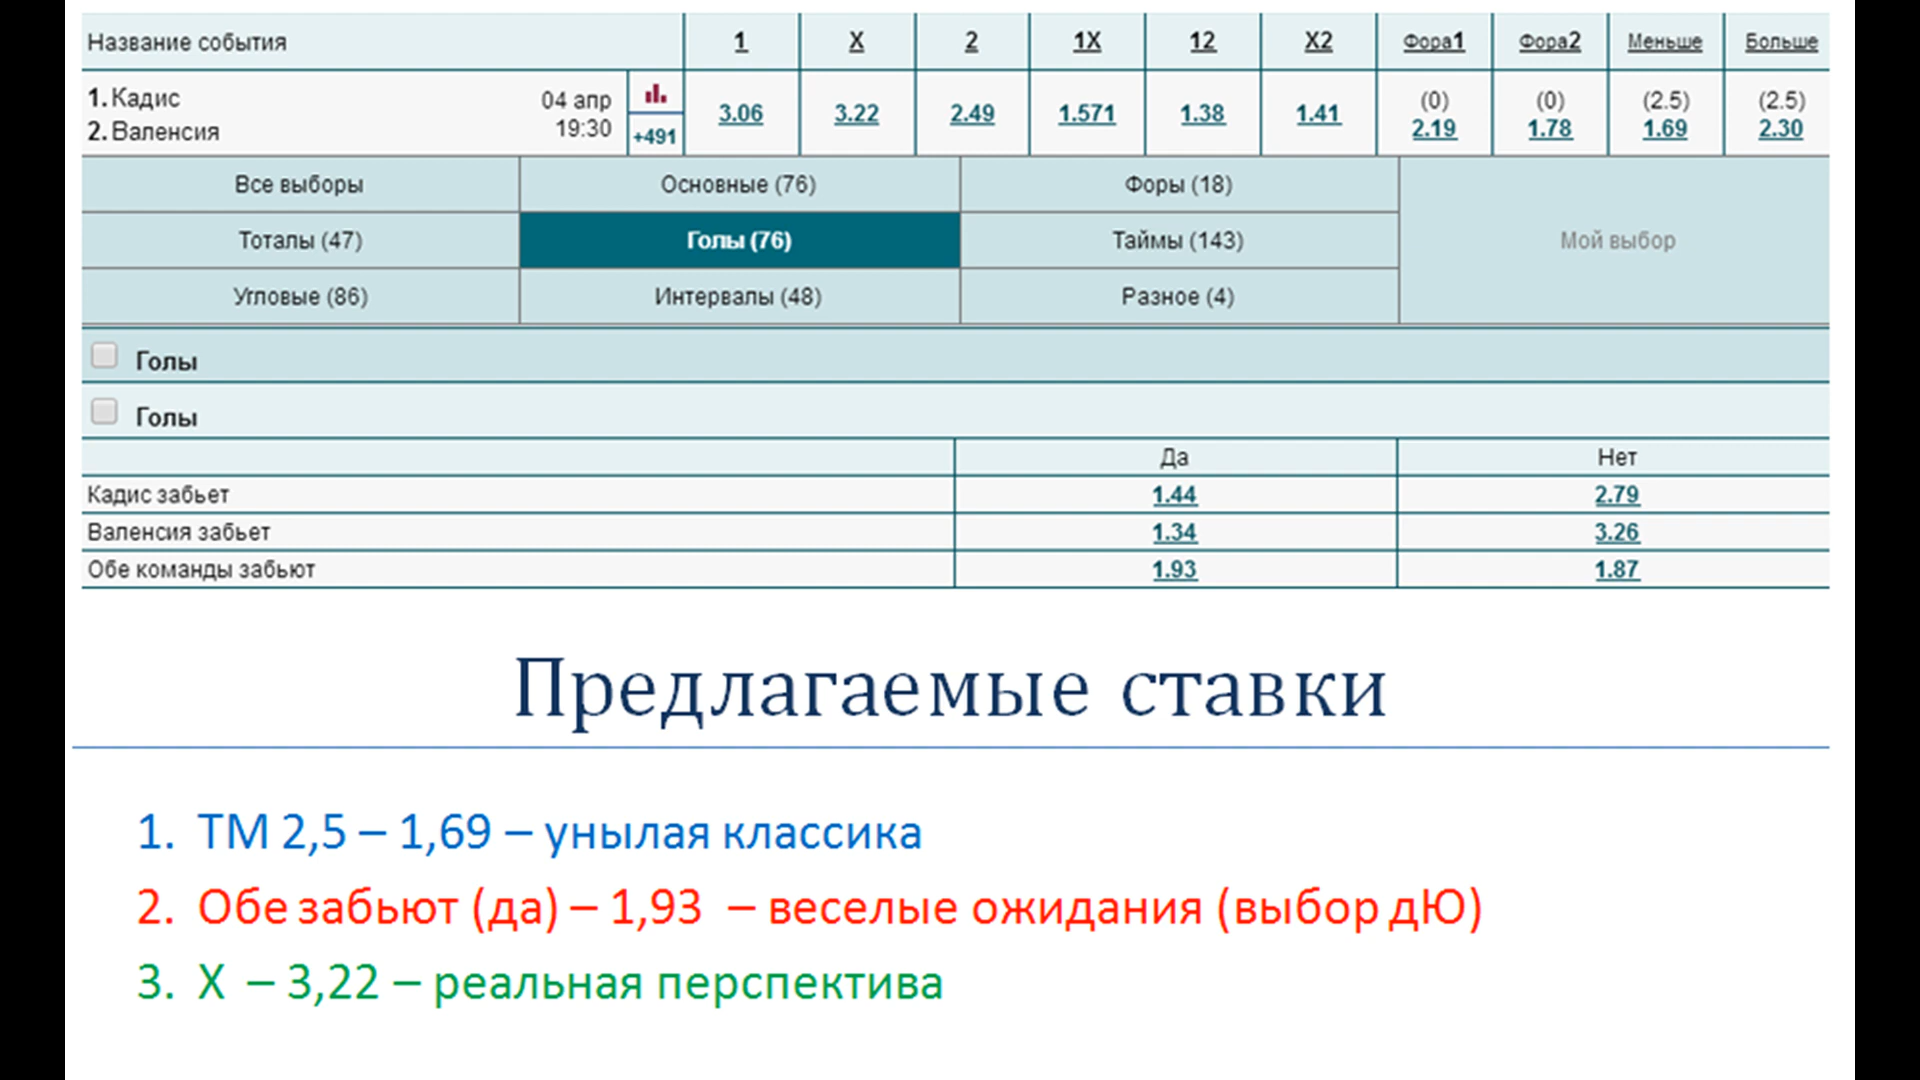 Название события 1 X 2 1X 12 X2 Фора1 Фора2 Меньше Больше
1. Кадис 04 апр (0) (0) (2.5) (2.5)
3.06 3.22 2.49 1.571 1.38 1.41
2. Валенсия 19:30 +491 2.19 1.78 1.69 2.30
Все выборы Основные (76) Форы (18)
Тоталы (47) Голы (76) Таймы (143) Мой выбор
Угловые (86) Интервалы (48) Разное (4)
Голы
Голы
Да Нет
Кадис забьет 1.44 2.79
Валенсия забьет 1.34 3.26
Обе команды забьют 1.93 1.87
Предлагаемые ставки
1. ТМ 2,5 – 1,69 – унылая классика
2. Обе забьют (да) – 1,93 – веселые ожидания (выбор дЮ)
3. Х – 3,22 – реальная перспектива